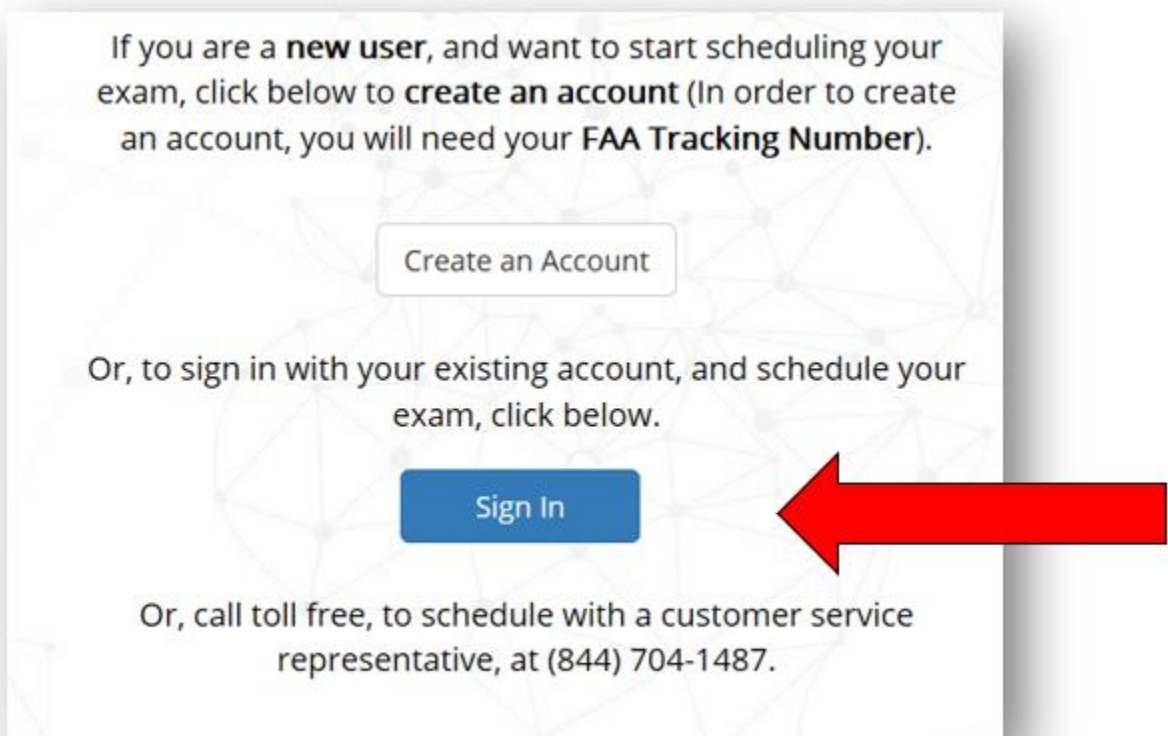 If you are a new user, and want to start scheduling your
exam, click below to create an account (In order to create
an account, you will need your FAA Tracking Number).
Create an Account
Or, to sign in with your existing account, and schedule your
exam, click below.
Sign In
Or, call toll free, to schedule with a customer service
representative, at (844) 704-1487.